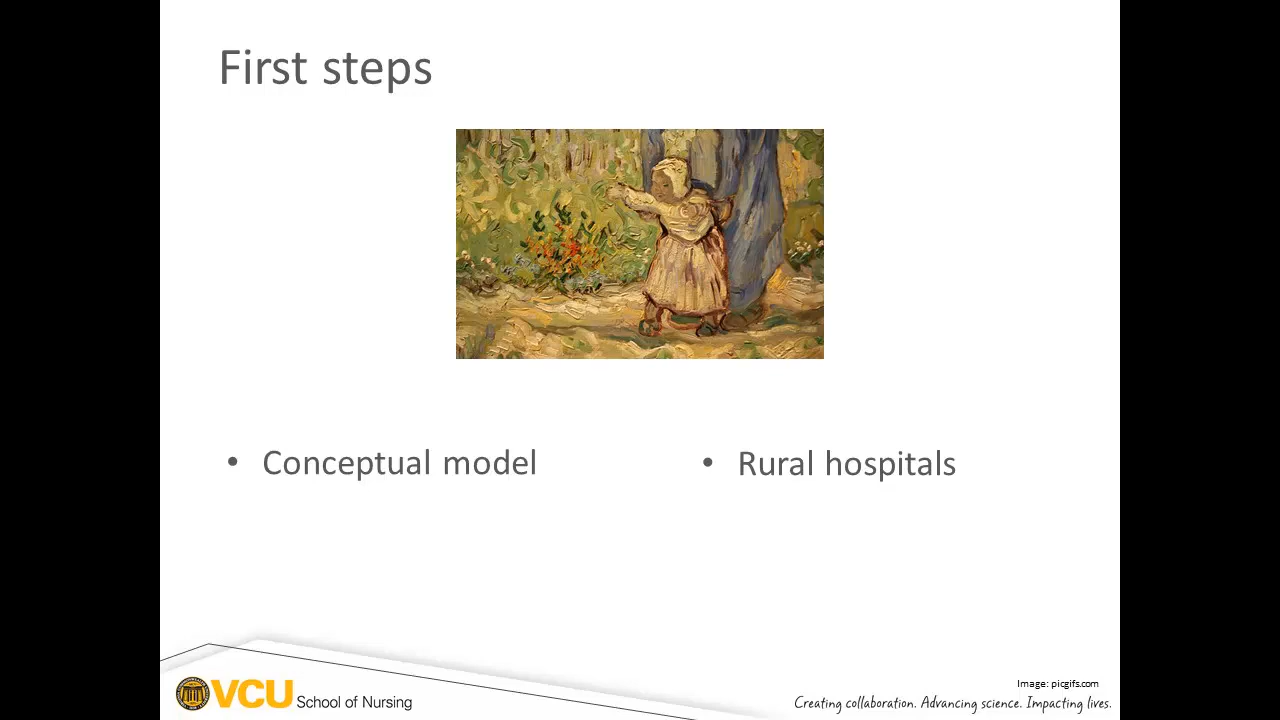 First steps
• Conceptual model
• Rural hospitals
Image: picgifs.com
VCU School of Nursing
Creating collaboration. Advancing science. Impacting lives.